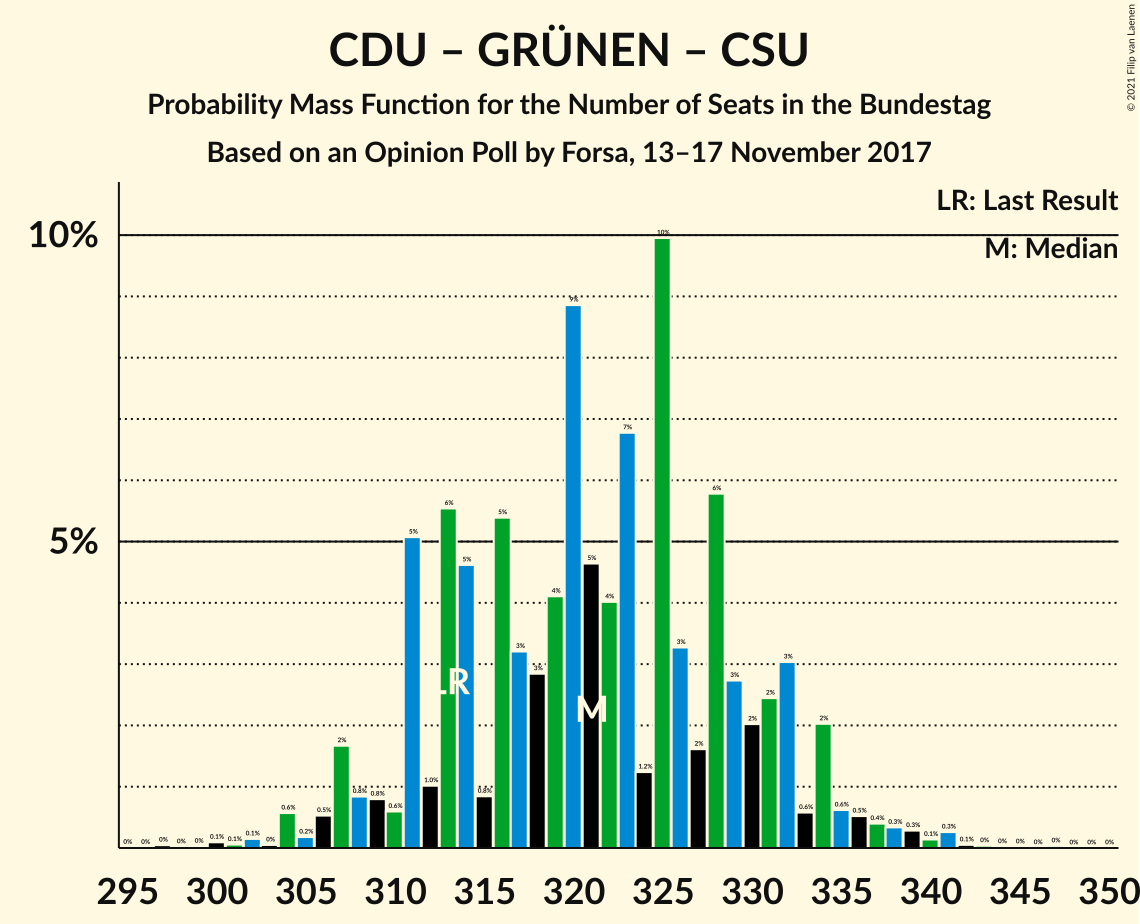 CDU – GRÜNEN – CSU
Probability Mass Function for the Number of Seats in the Bundestag
Based on an Opinion Poll by Forsa, 13–17 November 2017
© 2021 Filip van Laenen
LR: Last Result
M: Median
10%
5%
0% 0% 0% 0% 0% 0.1% 0.1% 0.1% 0% 0.6% 0.2% 0.5% 2% 0.8% 0.8% 0.6% 5% 1.0% 6% 5% 0.8% 5% 3% 3% 4% 9% 5% 4% 7% 1.2% 10% 3% 2% 6% 3% 2% 2% 3% 0.6% 2% 0.6% 0.5% 0.4% 0.3% 0.3% 0.1% 0.3% 0.1% 0% 0% 0% 0% 0% 0% 0% 0%
LR
M
295 300 305 310 315 320 325 330 335 340 345 350